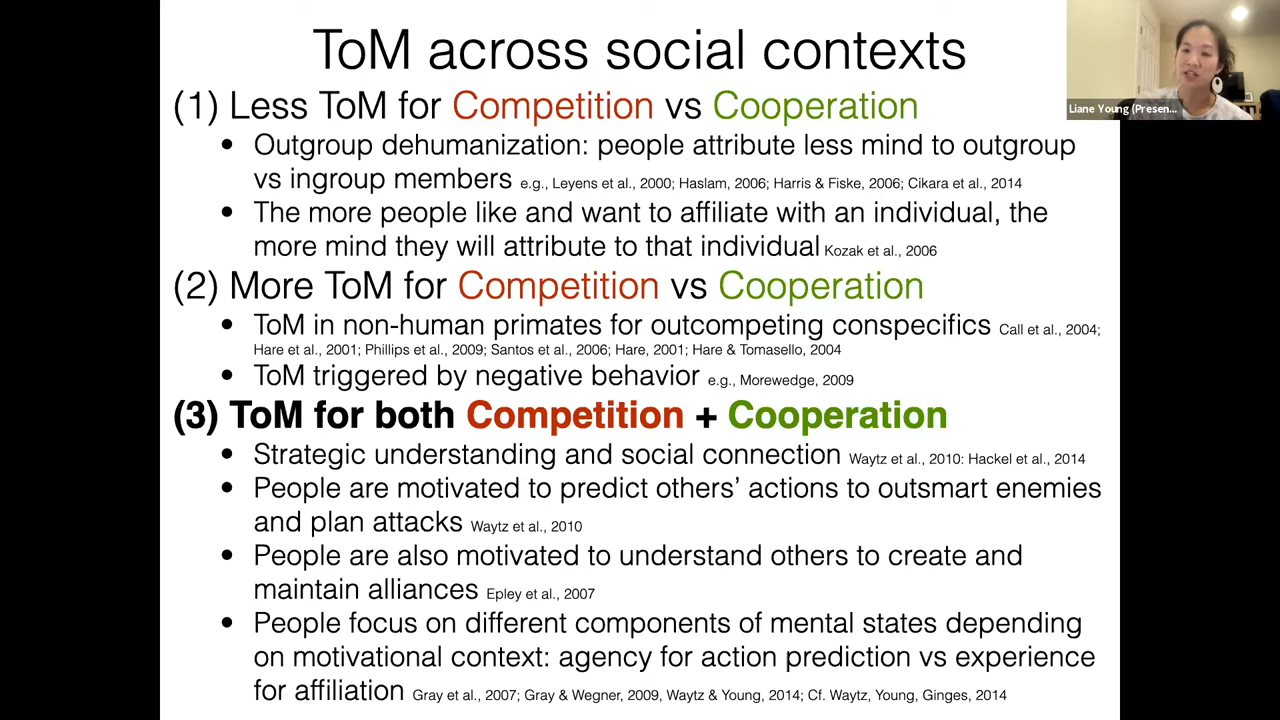 ToM across social contexts
Liane Young (Presen...
(1) Less ToM for Competition vs Cooperation
• Outgroup dehumanization: people attribute less mind to outgroup
vs ingroup members e.g., Leyens et al., 2000; Haslam, 2006; Harris & Fiske, 2006; Cikara et al., 2014
• The more people like and want to affiliate with an individual, the
more mind they will attribute to that individual Kozak et al., 2006
(2) More ToM for Competition vs Cooperation
• ToM in non-human primates for outcompeting conspecifics Call et al., 2004;
Hare et al., 2001; Phillips et al., 2009; Santos et al., 2006; Hare, 2001; Hare & Tomasello, 2004
• ToM triggered by negative behavior e.g., Morewedge, 2009
(3) ToM for both Competition + Cooperation
• Strategic understanding and social connection Waytz et al., 2010: Hackel et al., 2014
• People are motivated to predict others’ actions to outsmart enemies
and plan attacks Waytz et al., 2010
• People are also motivated to understand others to create and
maintain alliances Epley et al., 2007
• People focus on different components of mental states depending
on motivational context: agency for action prediction vs experience
for affiliation Gray et al., 2007; Gray & Wegner, 2009, Waytz & Young, 2014; Cf. Waytz, Young, Ginges, 2014